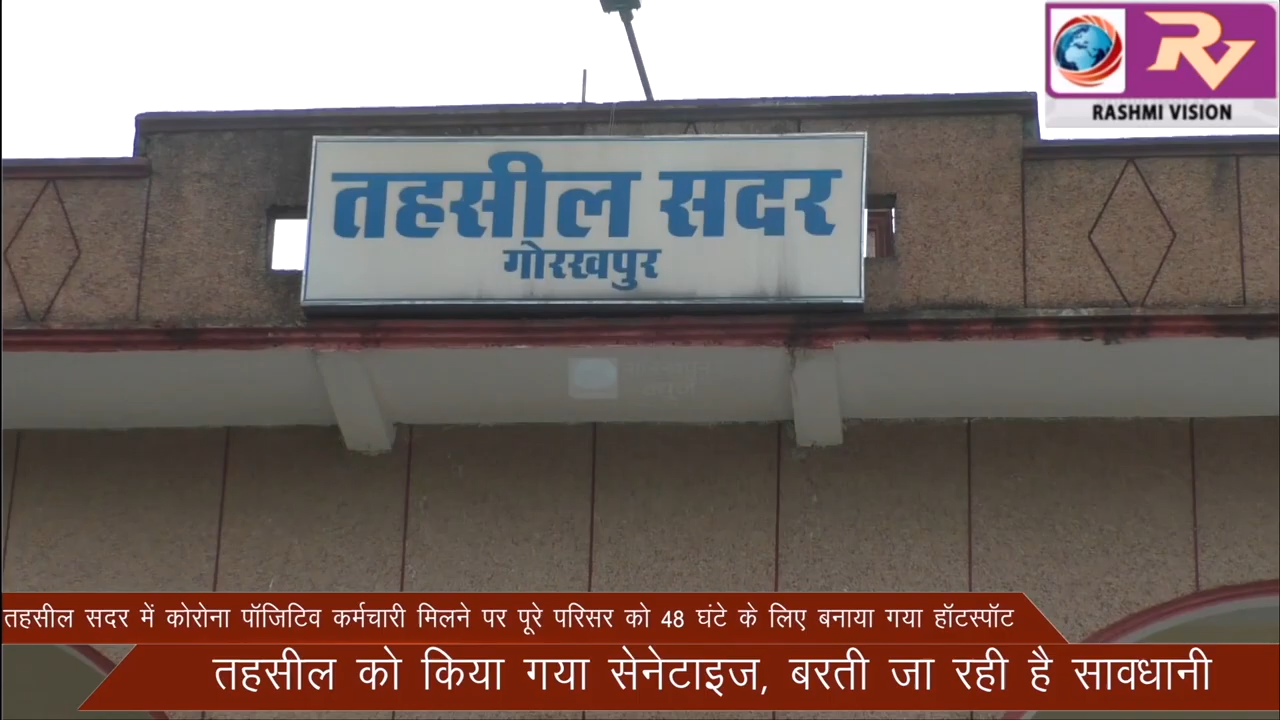 RV
RASHMI VISION
तहसील सदर
गोरखपुर
तहसील सदर में कोरोना पॉजिटिव कर्मचारी मिलने पर पूरे परिसर को 48 घंटे के लिए बनाया गया हॉटस्पॉट
तहसील को किया गया सेनेटाइज, बरती जा रही है सावधानी